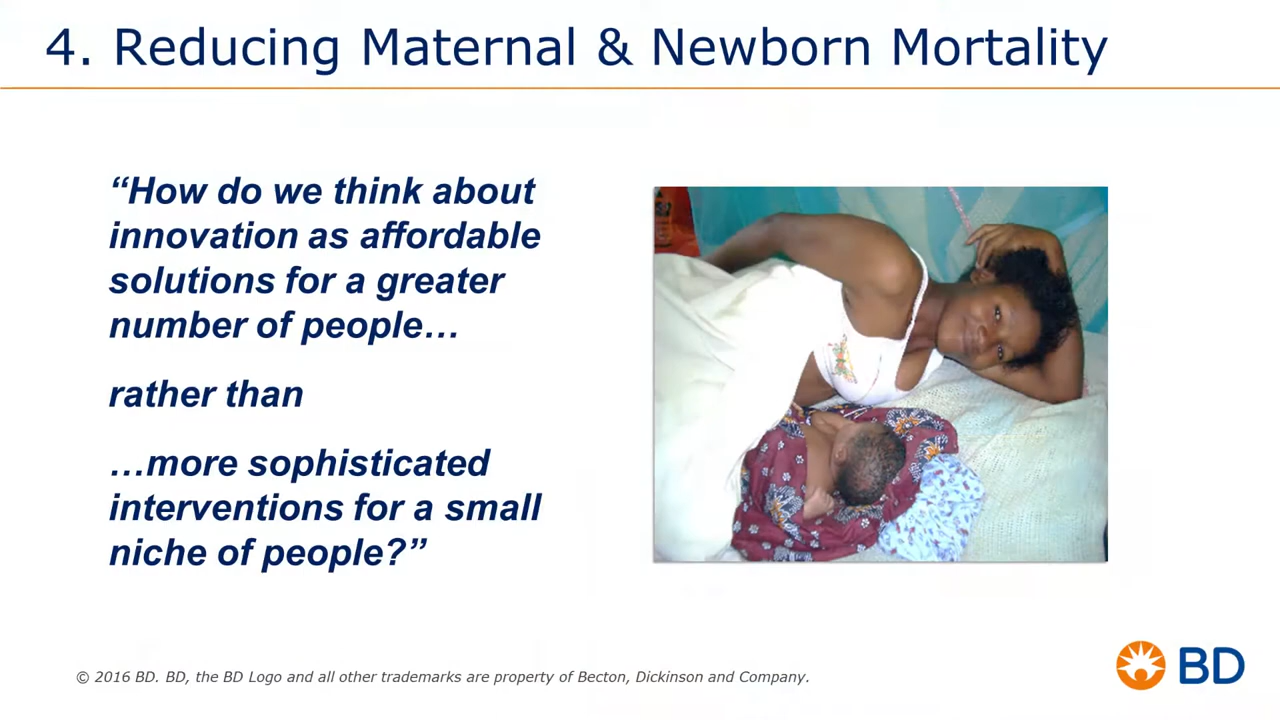 4. Reducing Maternal & Newborn Mortality
“How do we think about
innovation as affordable
solutions for a greater
number of people…
rather than
…more sophisticated
interventions for a small
niche of people?”
© 2016 BD. BD, the BD Logo and all other trademarks are property of Becton, Dickinson and Company.
BD